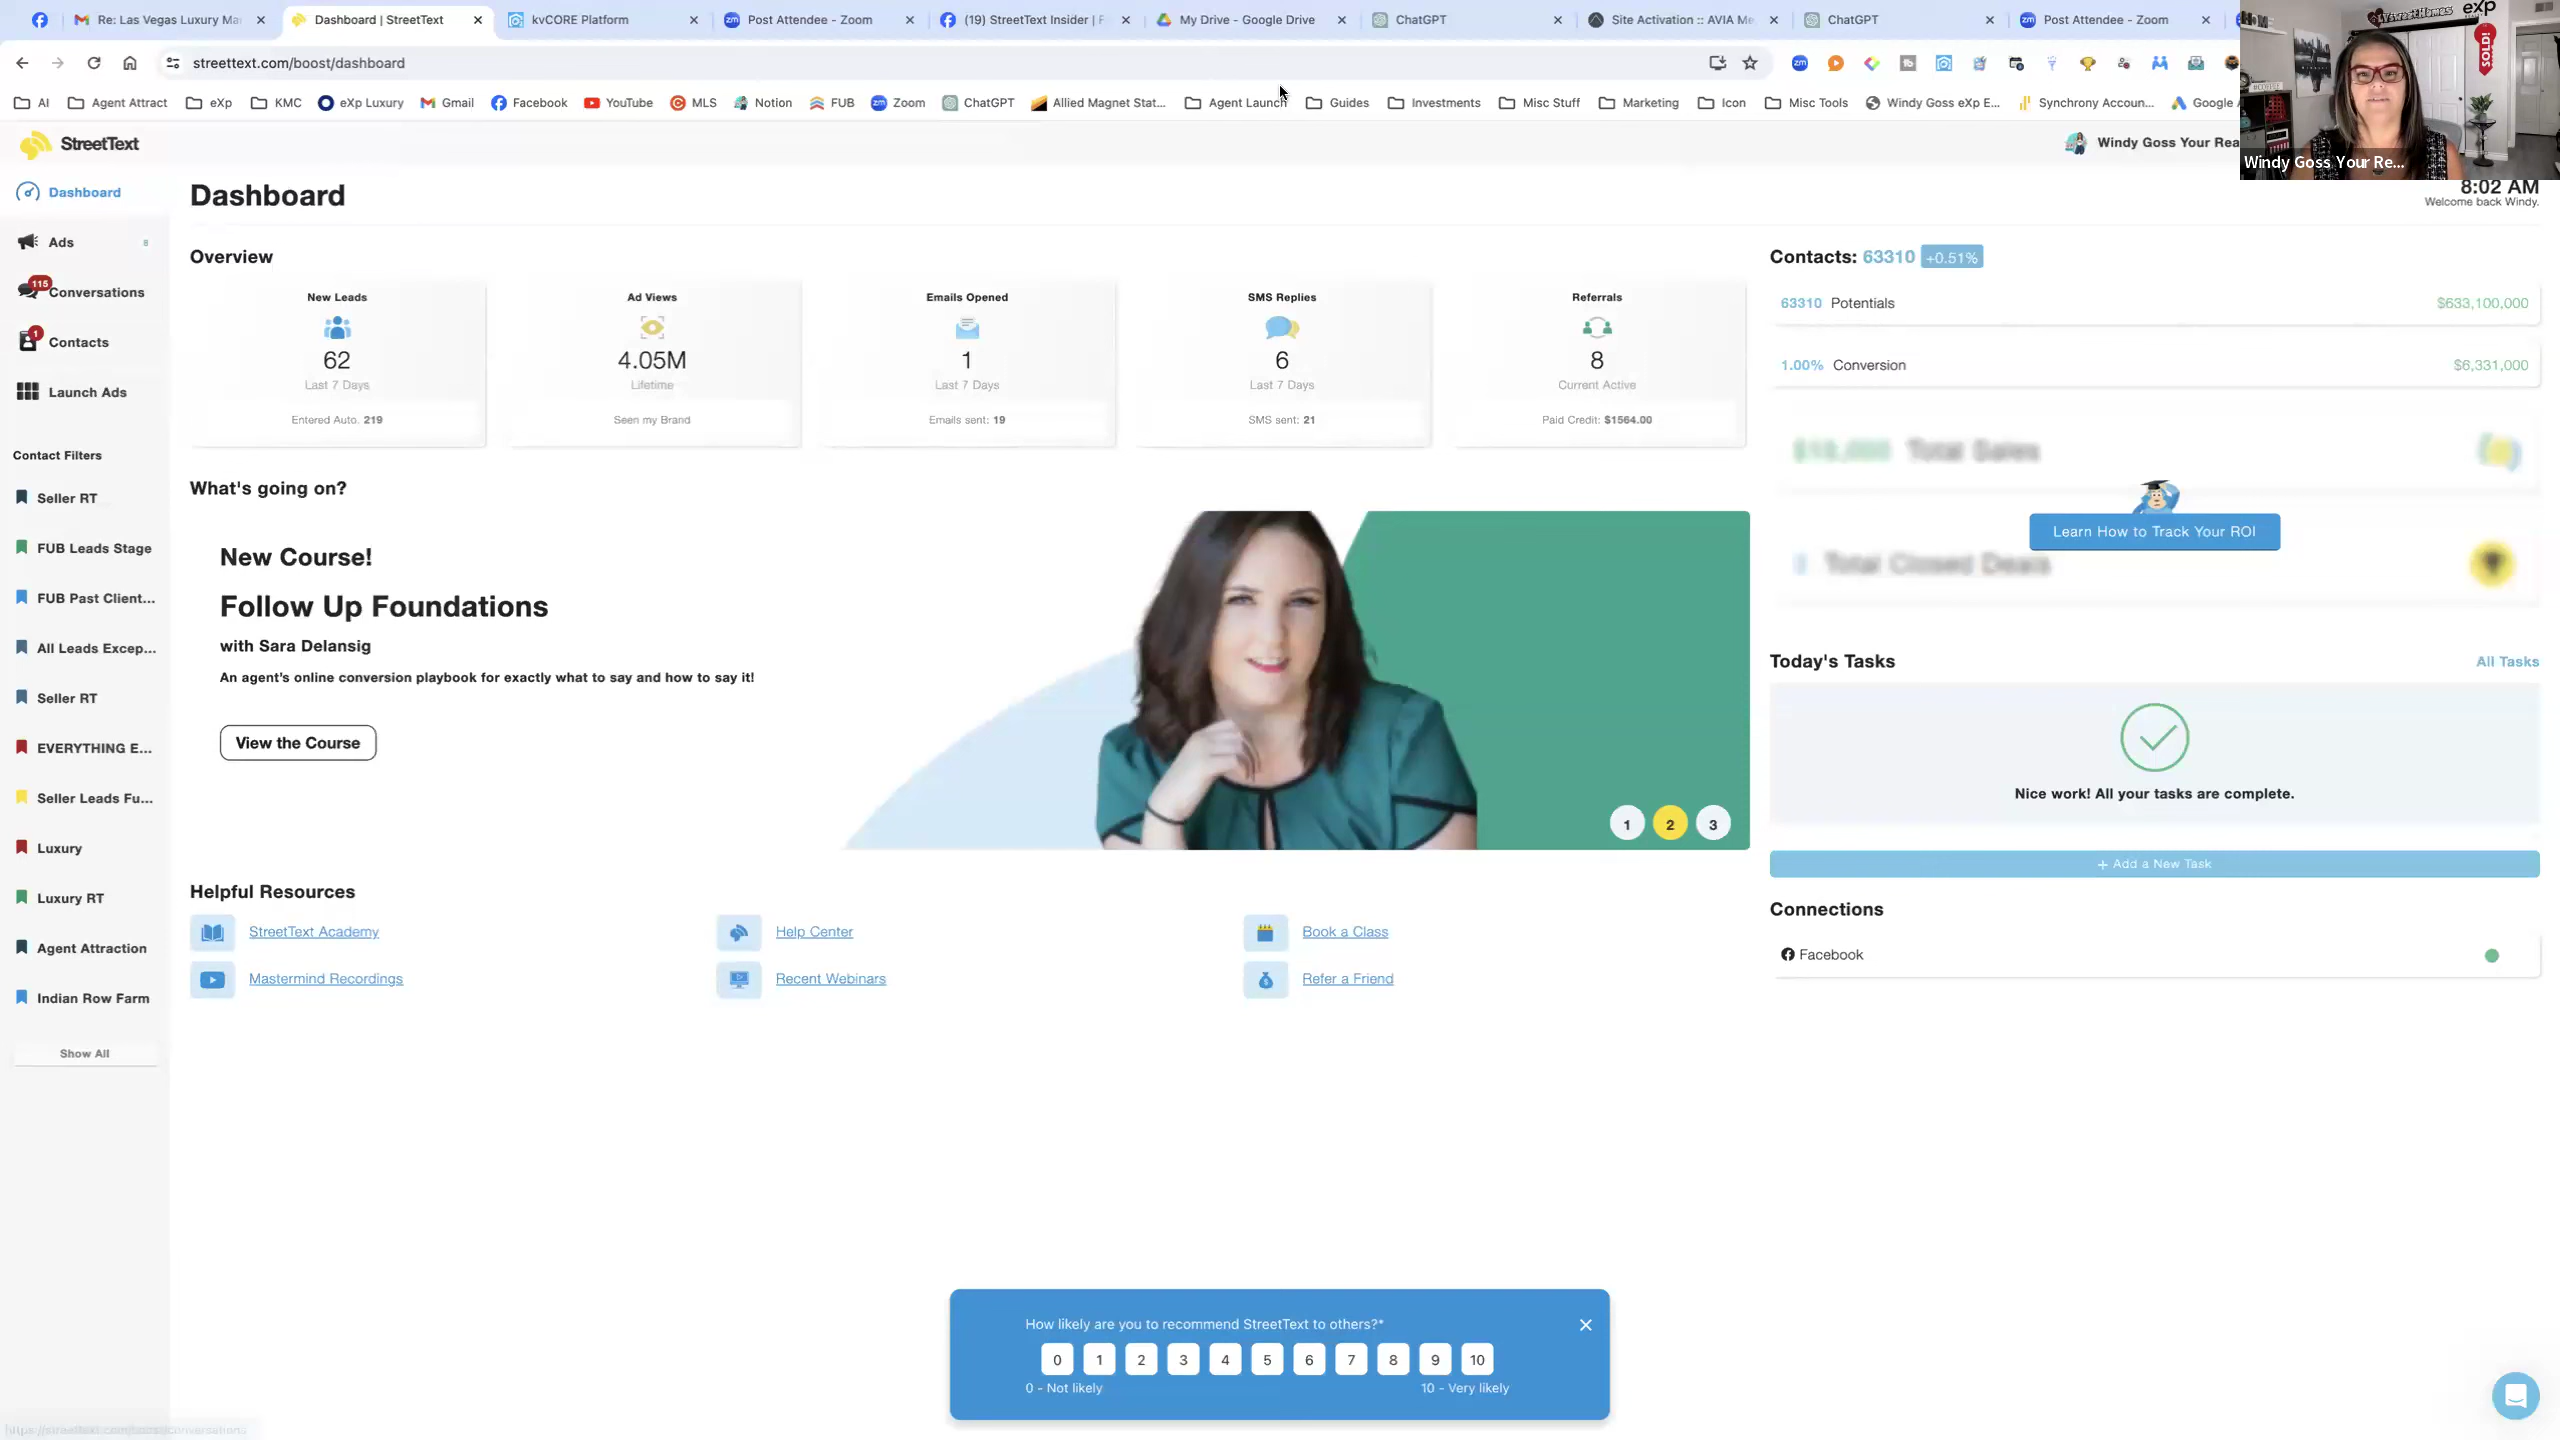 Re: Las Vegas Luxury Ma
Dashboard | StreetText
kvCORE Platform
Post Attendee - Zoom
(19) StreetText Insider | F
My Drive - Google Drive
ChatGPT
Site Activation :: AVIA Me
ChatGPT
Post Attendee - Zoom
streettext.com/boost/dashboard
AI
Agent Attract
eXp
KMC
eXp Luxury
Gmail
Facebook
YouTube
MLS
Notion
FUB
Zoom
ChatGPT
Allied Magnet Stat...
Agent Launch
Guides
Investments
Misc Stuff
Marketing
Icon
Misc Tools
Windy Goss eXp E...
Synchrony Accoun...
Google A
eXp
SOLD!
Windy Goss Your Re...
StreetText
Windy Goss Your Rea
8:02 AM
Welcome back Windy.
Dashboard
Ads
8
115
Conversations
1
Contacts
Launch Ads
Contact Filters
Seller RT
FUB Leads Stage
FUB Past Client...
All Leads Excep...
Seller RT
EVERYTHING E...
Seller Leads Fu...
Luxury
Luxury RT
Agent Attraction
Indian Row Farm
Show All
Dashboard
Overview
New Leads
62
Last 7 Days
Entered Auto. 219
Ad Views
4.05M
Lifetime
Seen my Brand
Emails Opened
1
Last 7 Days
Emails sent: 19
SMS Replies
6
Last 7 Days
SMS sent: 21
Referrals
8
Current Active
Paid Credit: $1564.00
What's going on?
New Course!
Follow Up Foundations
with Sara Delansig
An agent's online conversion playbook for exactly what to say and how to say it!
View the Course
1
2
3
Helpful Resources
StreetText Academy
Help Center
Book a Class
Mastermind Recordings
Recent Webinars
Refer a Friend
Contacts: 63310 +0.51%
63310 Potentials
$633,100,000
1.00% Conversion
$6,331,000
Total Sales
Learn How to Track Your ROI
Total Closed Deals
Today's Tasks
All Tasks
Nice work! All your tasks are complete.
+ Add a New Task
Connections
Facebook
How likely are you to recommend StreetText to others?*
0 1 2 3 4 5 6 7 8 9 10
0 - Not likely
10 - Very likely